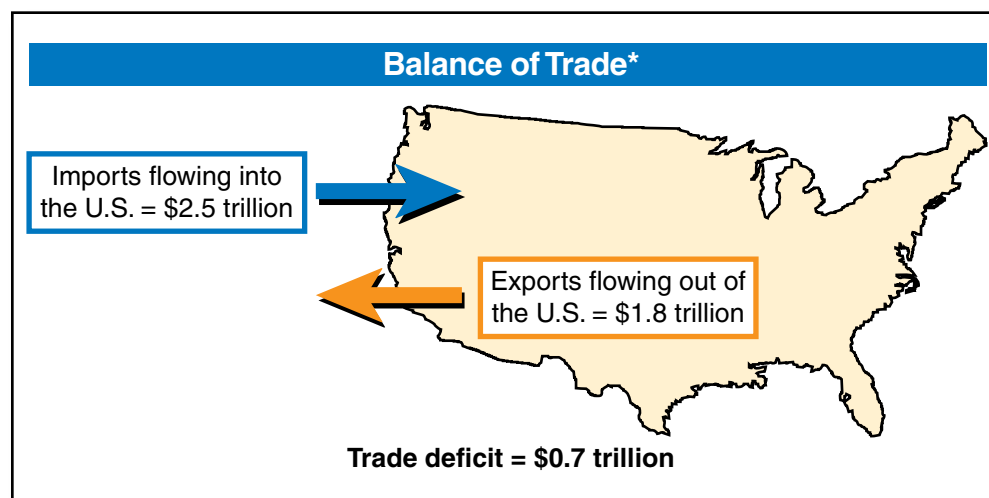 Balance of Trade*
Imports flowing into
the U.S. = $2.5 trillion
Exports flowing out of
the U.S. = $1.8 trillion
Trade deficit = $0.7 trillion